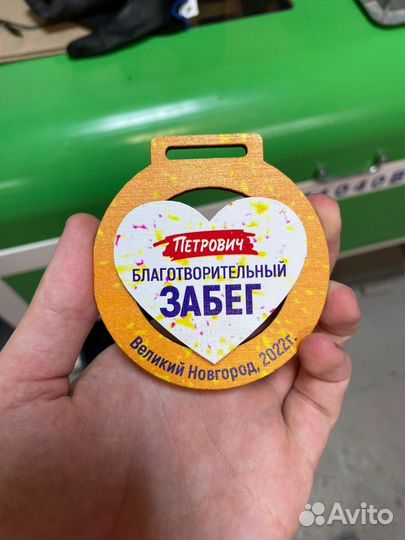 ПЕТРОВИЧ
БЛАГОТВОРИТЕЛЬНЫЙ
ЗАБЕГ
Великий Новгород, 2022г.
Avito